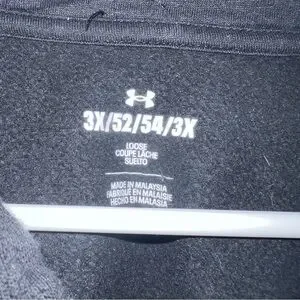 3X/52/54/3X
LOOSE
COUPE LÂCHE
SUELTO
MADE IN MALAYSIA
FABRIQUÉ EN MALAISIE
HECHO EN MALASIA